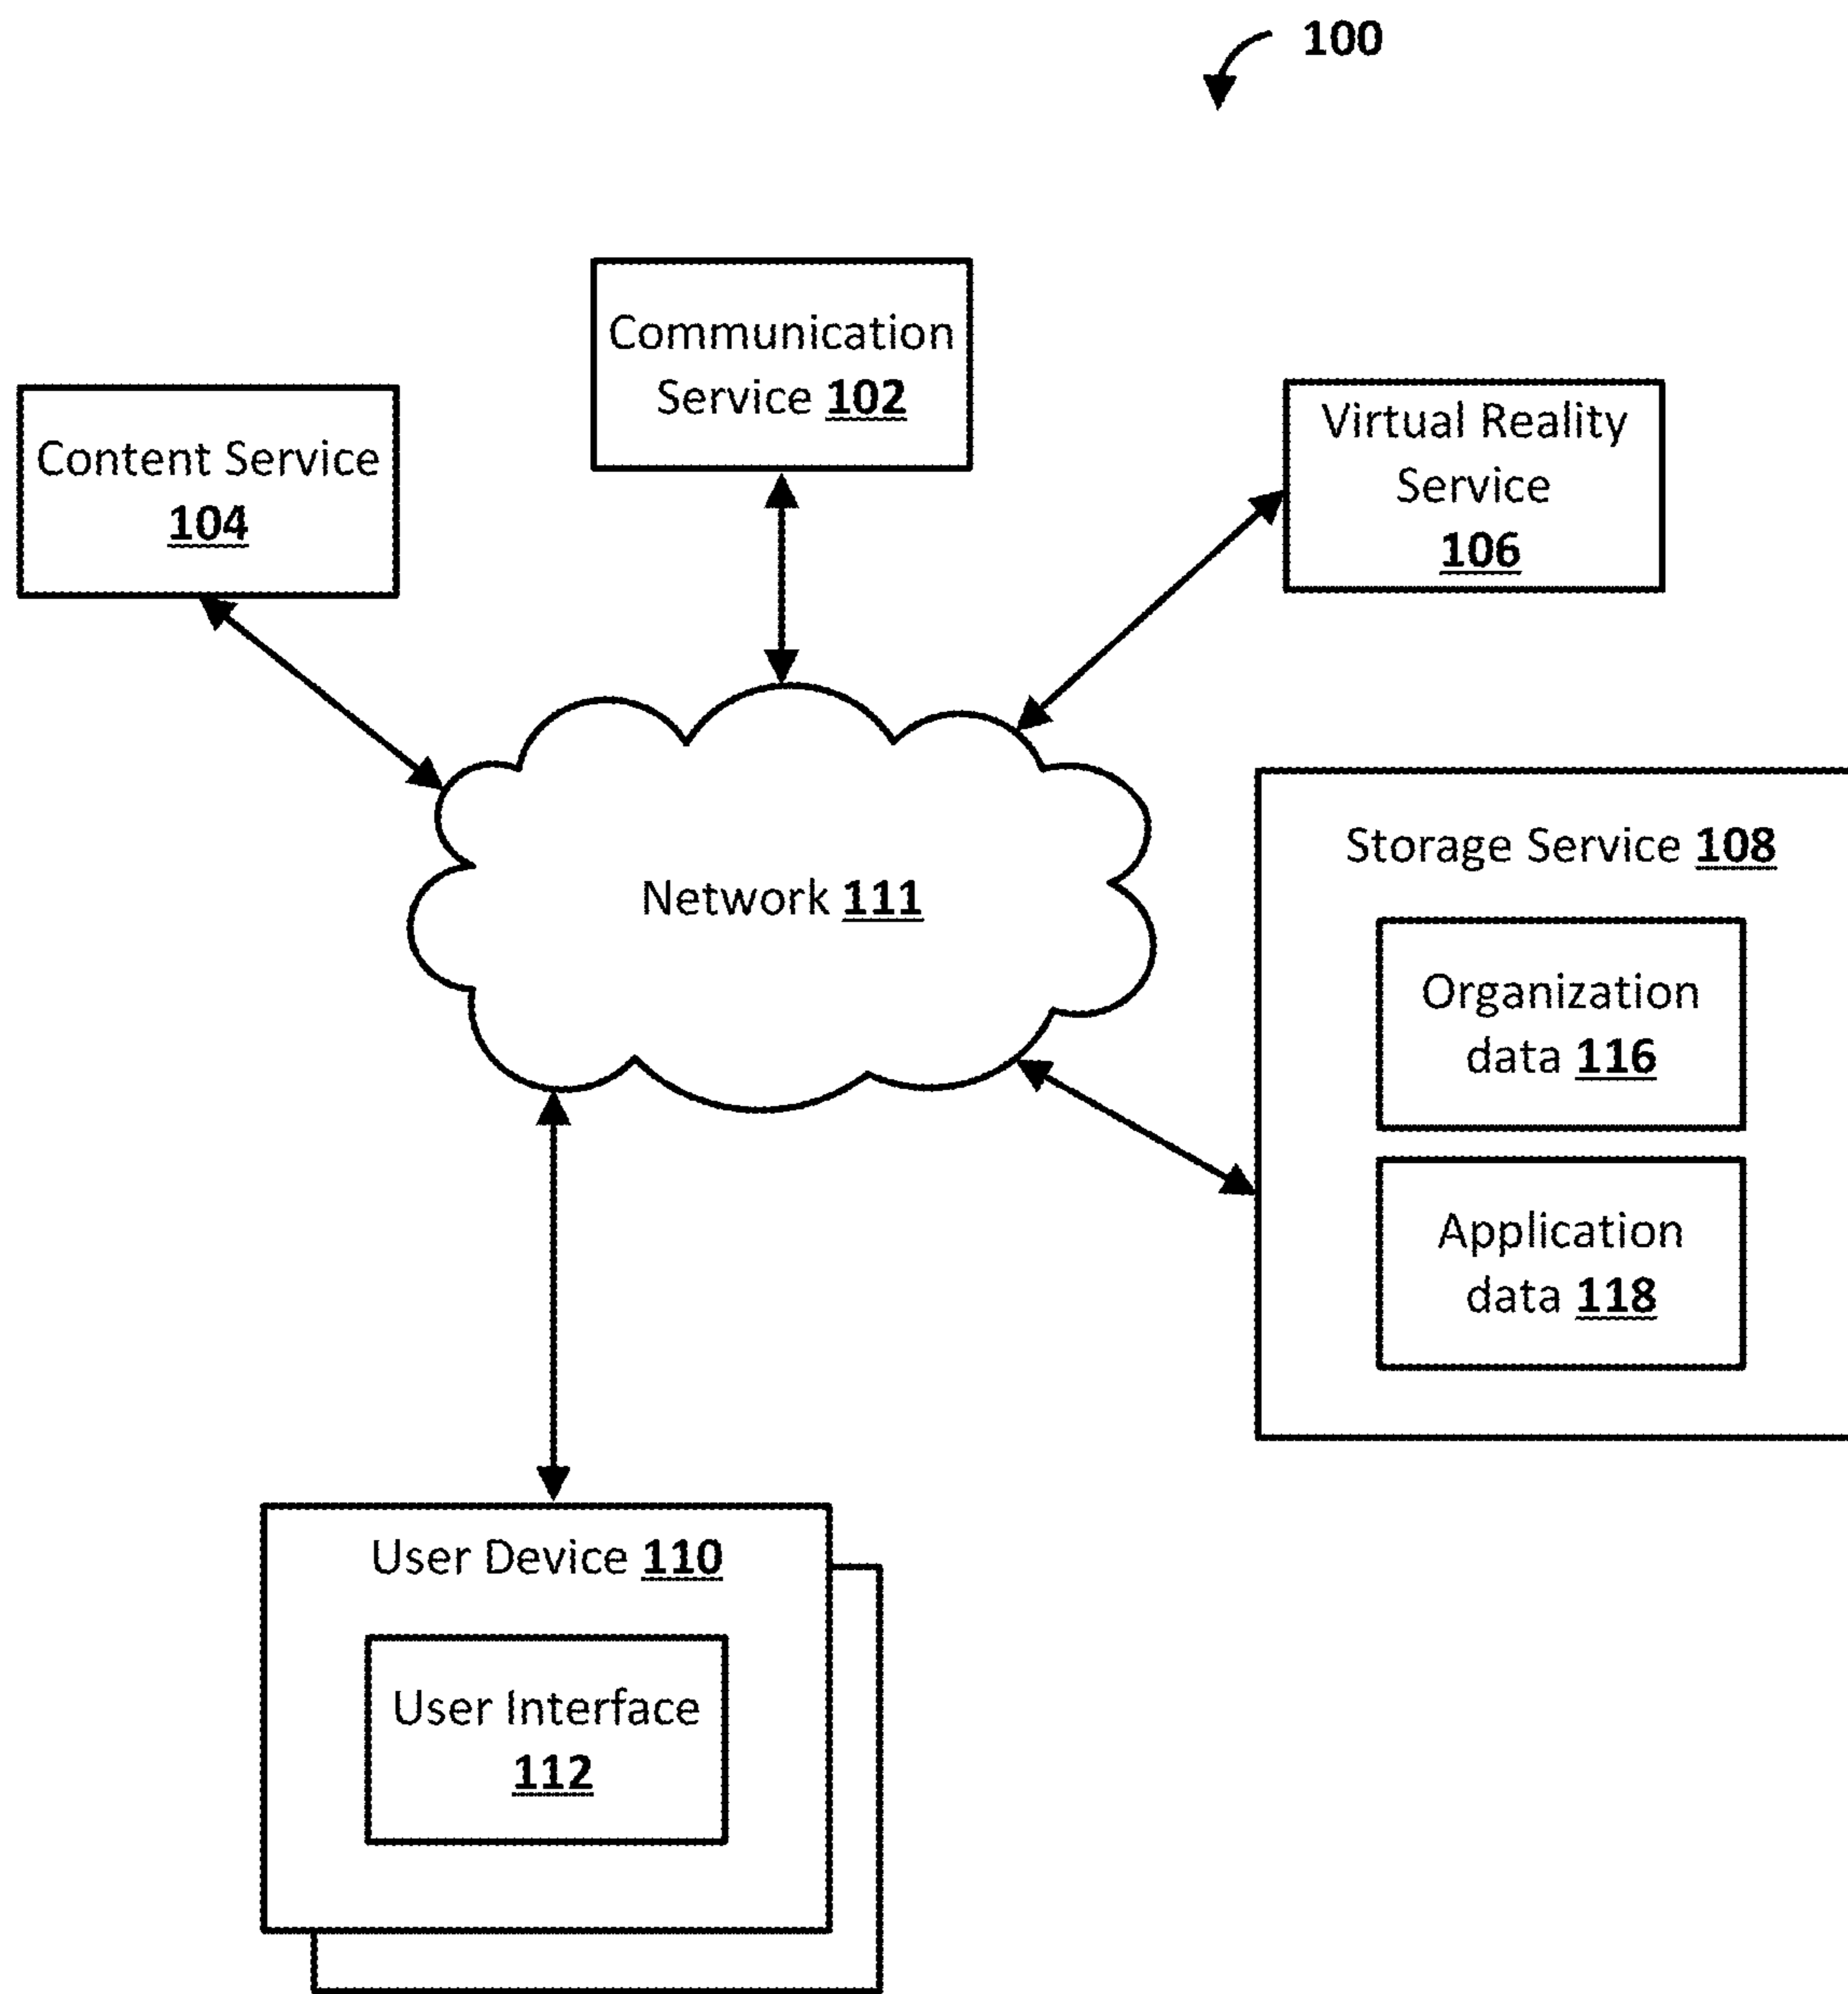 100
Communication
Service 102
Content Service
104
Virtual Reality
Service
106
Network 111
Storage Service 108
Organization
data 116
Application
data 118
User Device 110
User Interface
112